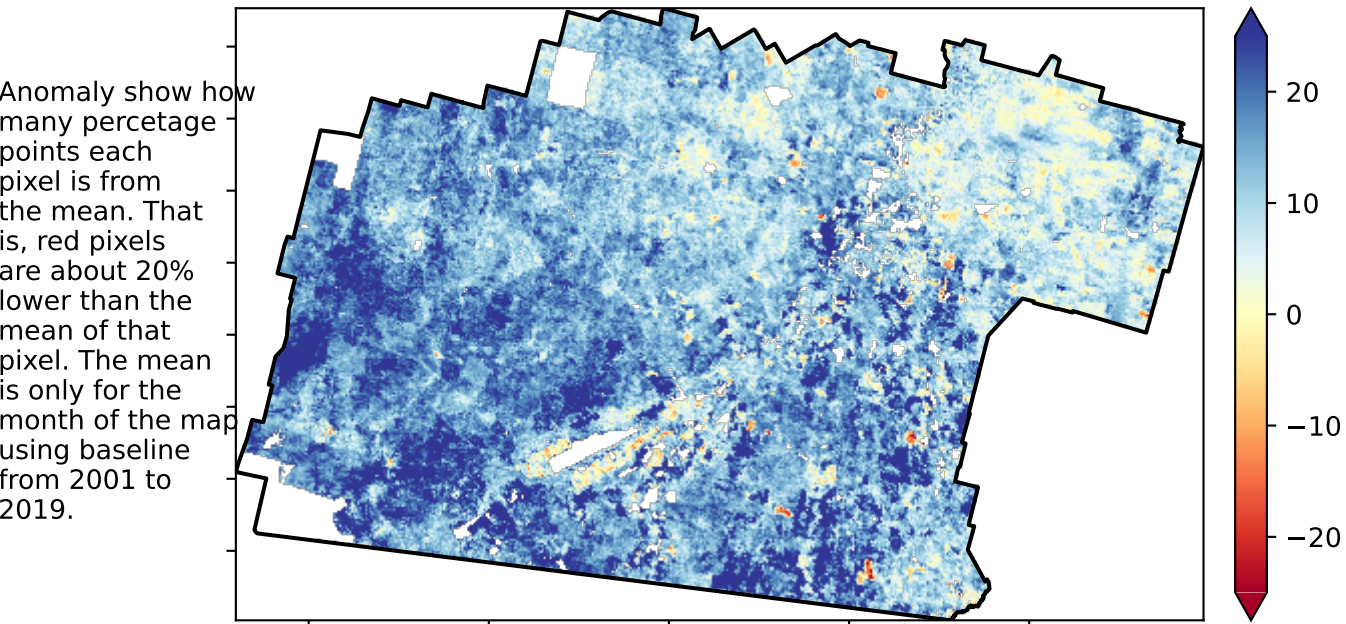 Anomaly show how
many percetage
points each
pixel is from
the mean. That
is, red pixels
are about 20%
lower than the
mean of that
pixel. The mean
is only for the
month of the map
using baseline
from 2001 to
2019.
20
10
0
−10
−20